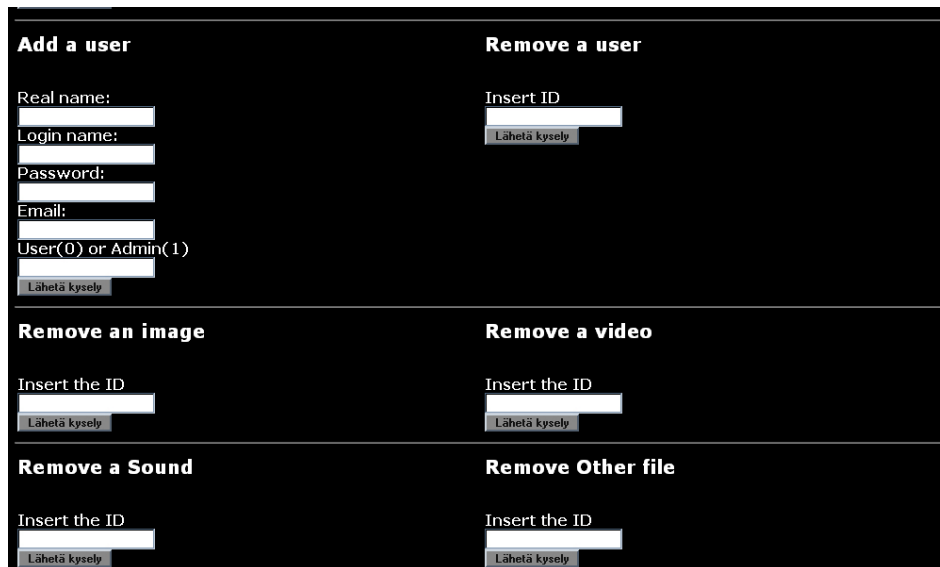 Add a user
Real name:
Login name:
Password:
Email:
User(0) or Admin(1)
Lähetä kysely
Remove a user
Insert ID
Lähetä kysely
Remove an image
Insert the ID
Lähetä kysely
Remove a video
Insert the ID
Lähetä kysely
Remove a Sound
Insert the ID
Lähetä kysely
Remove Other file
Insert the ID
Lähetä kysely